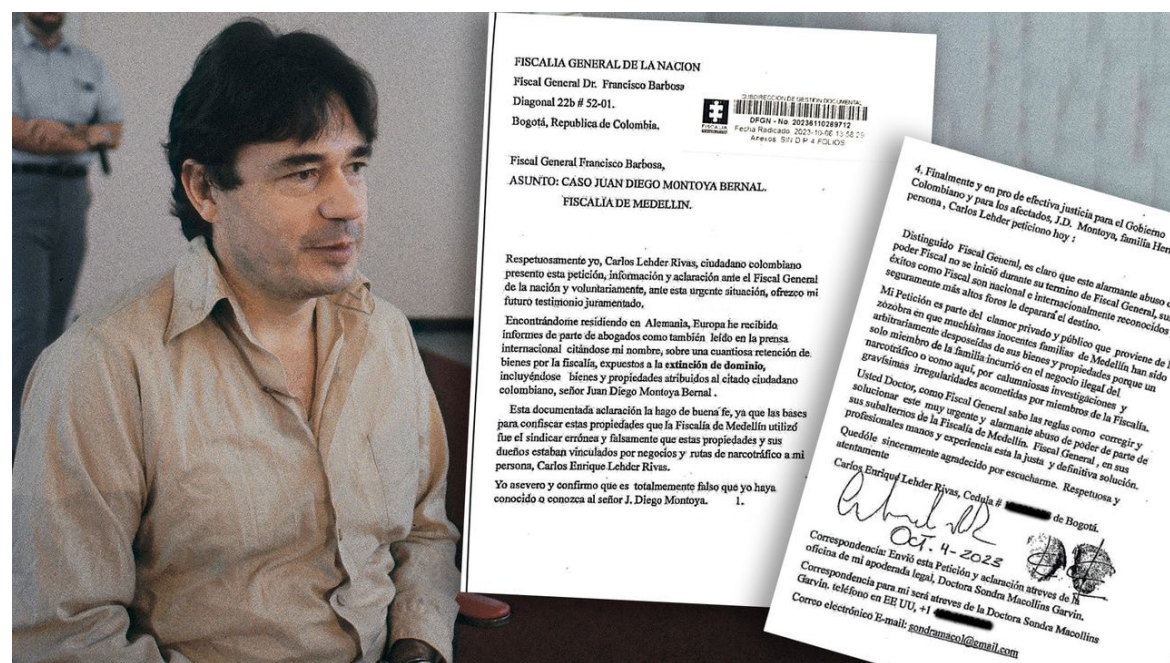 FISCALIA GENERAL DE LA NACION
Fiscal General Dr. Francisco Barbosa
Diagonal 22b # 52-01.
Bogotá, Republica de Colombia.
SUBDIRECCION DE GESTION DOCUMENTAL
FISCALIA
DFGN - No. 20236110289712
Fecha Radicado 2023-10-06 13:58:29
Anexos SIN D P 4 FOLIOS
Fiscal General Francisco Barbosa,
ASUNTO: CASO JUAN DIEGO MONTOYA BERNAL.
FISCALÍA DE MEDELLIN.
Respetuosamente yo, Carlos Lehder Rivas, ciudadano colombiano
presento esta petición, información y aclaración ante el Fiscal General
de la nación y voluntariamente, ante esta urgente situación, ofrezco mi
futuro testimonio juramentado,
Encontrándome residiendo en Alemania, Europa he recibido
informes de parte de abogados como también leído en la prensa
internacional citándose mi nombre, sobre una cuantiosa retención de
bienes por la fiscalía, expuestos a la extinción de dominio,
incluyéndose bienes y propiedades atribuidos al citado ciudadano
colombiano, señor Juan Diego Montoya Bernal .
Esta documentada aclaración la hago de buena fe, ya que las bases
para confiscar estas propiedades que la Fiscalía de Medellín utilizó
fue el sindicar errónea y falsamente que estas propiedades y sus
dueños estaban vinculados por negocios y rutas de narcotráfico a mi
persona, Carlos Enrique Lehder Rivas.
Yo asevero y confirmo que es totalmemente falso que yo haya
conocido o conozca al señor J. Diego Montoya. 1.
4. Finalmente y en pro de efectiva justicia para el Gobierno
Colombiano y para los afectados, J.D. Montoya, familia
persona , Carlos Lehder peticiono hoy :
Distinguido Fiscal General, es claro que este alarmante abuso
poder Fiscal no se inició durante su termino de Fiscal General,
éxitos como Fiscal son nacional e internacionalmente reconocidos
seguramente más altos foros le deparará el destino.
Mi Petición es parte del clamor privado y público que proviene de
zozobra en que muchísimas inocentes familias de Medellín han sido
arbitrariamente desposeídas de sus bienes y propiedades porque un
solo miembro de la familia incurrió en el negocio ilegal del
narcotráfico o como aquí, por calumniosas investigaciones y
gravísimas irregularidades acometidas por miembros de la Fiscalía.
Usted Doctor, como Fiscal General sabe las reglas como corregir y
solucionar este muy urgente y alarmante abuso de poder de parte de
sus subalternos de la Fiscalía de Medellín. Fiscal General , en sus
profesionales manos y experiencia esta la justa y definitiva solución.
Quedóle sinceramente agradecido por escucharme. Respetuosa y
atentamente
Carlos Enrique Lehder Rivas, Cedula # de Bogotá.
OCT. 4-2023
Correspondencia: Envió esta Petición y aclaración atreves de la
oficina de mi apoderada legal, Doctora Sondra Macollins Garvin.
Correspondencia para mi será atreves de la Doctora Sondra Macollins
Garvin. teléfono en EE UU, +1
Correo electrónico E-mail: sondramacol@gmail.com